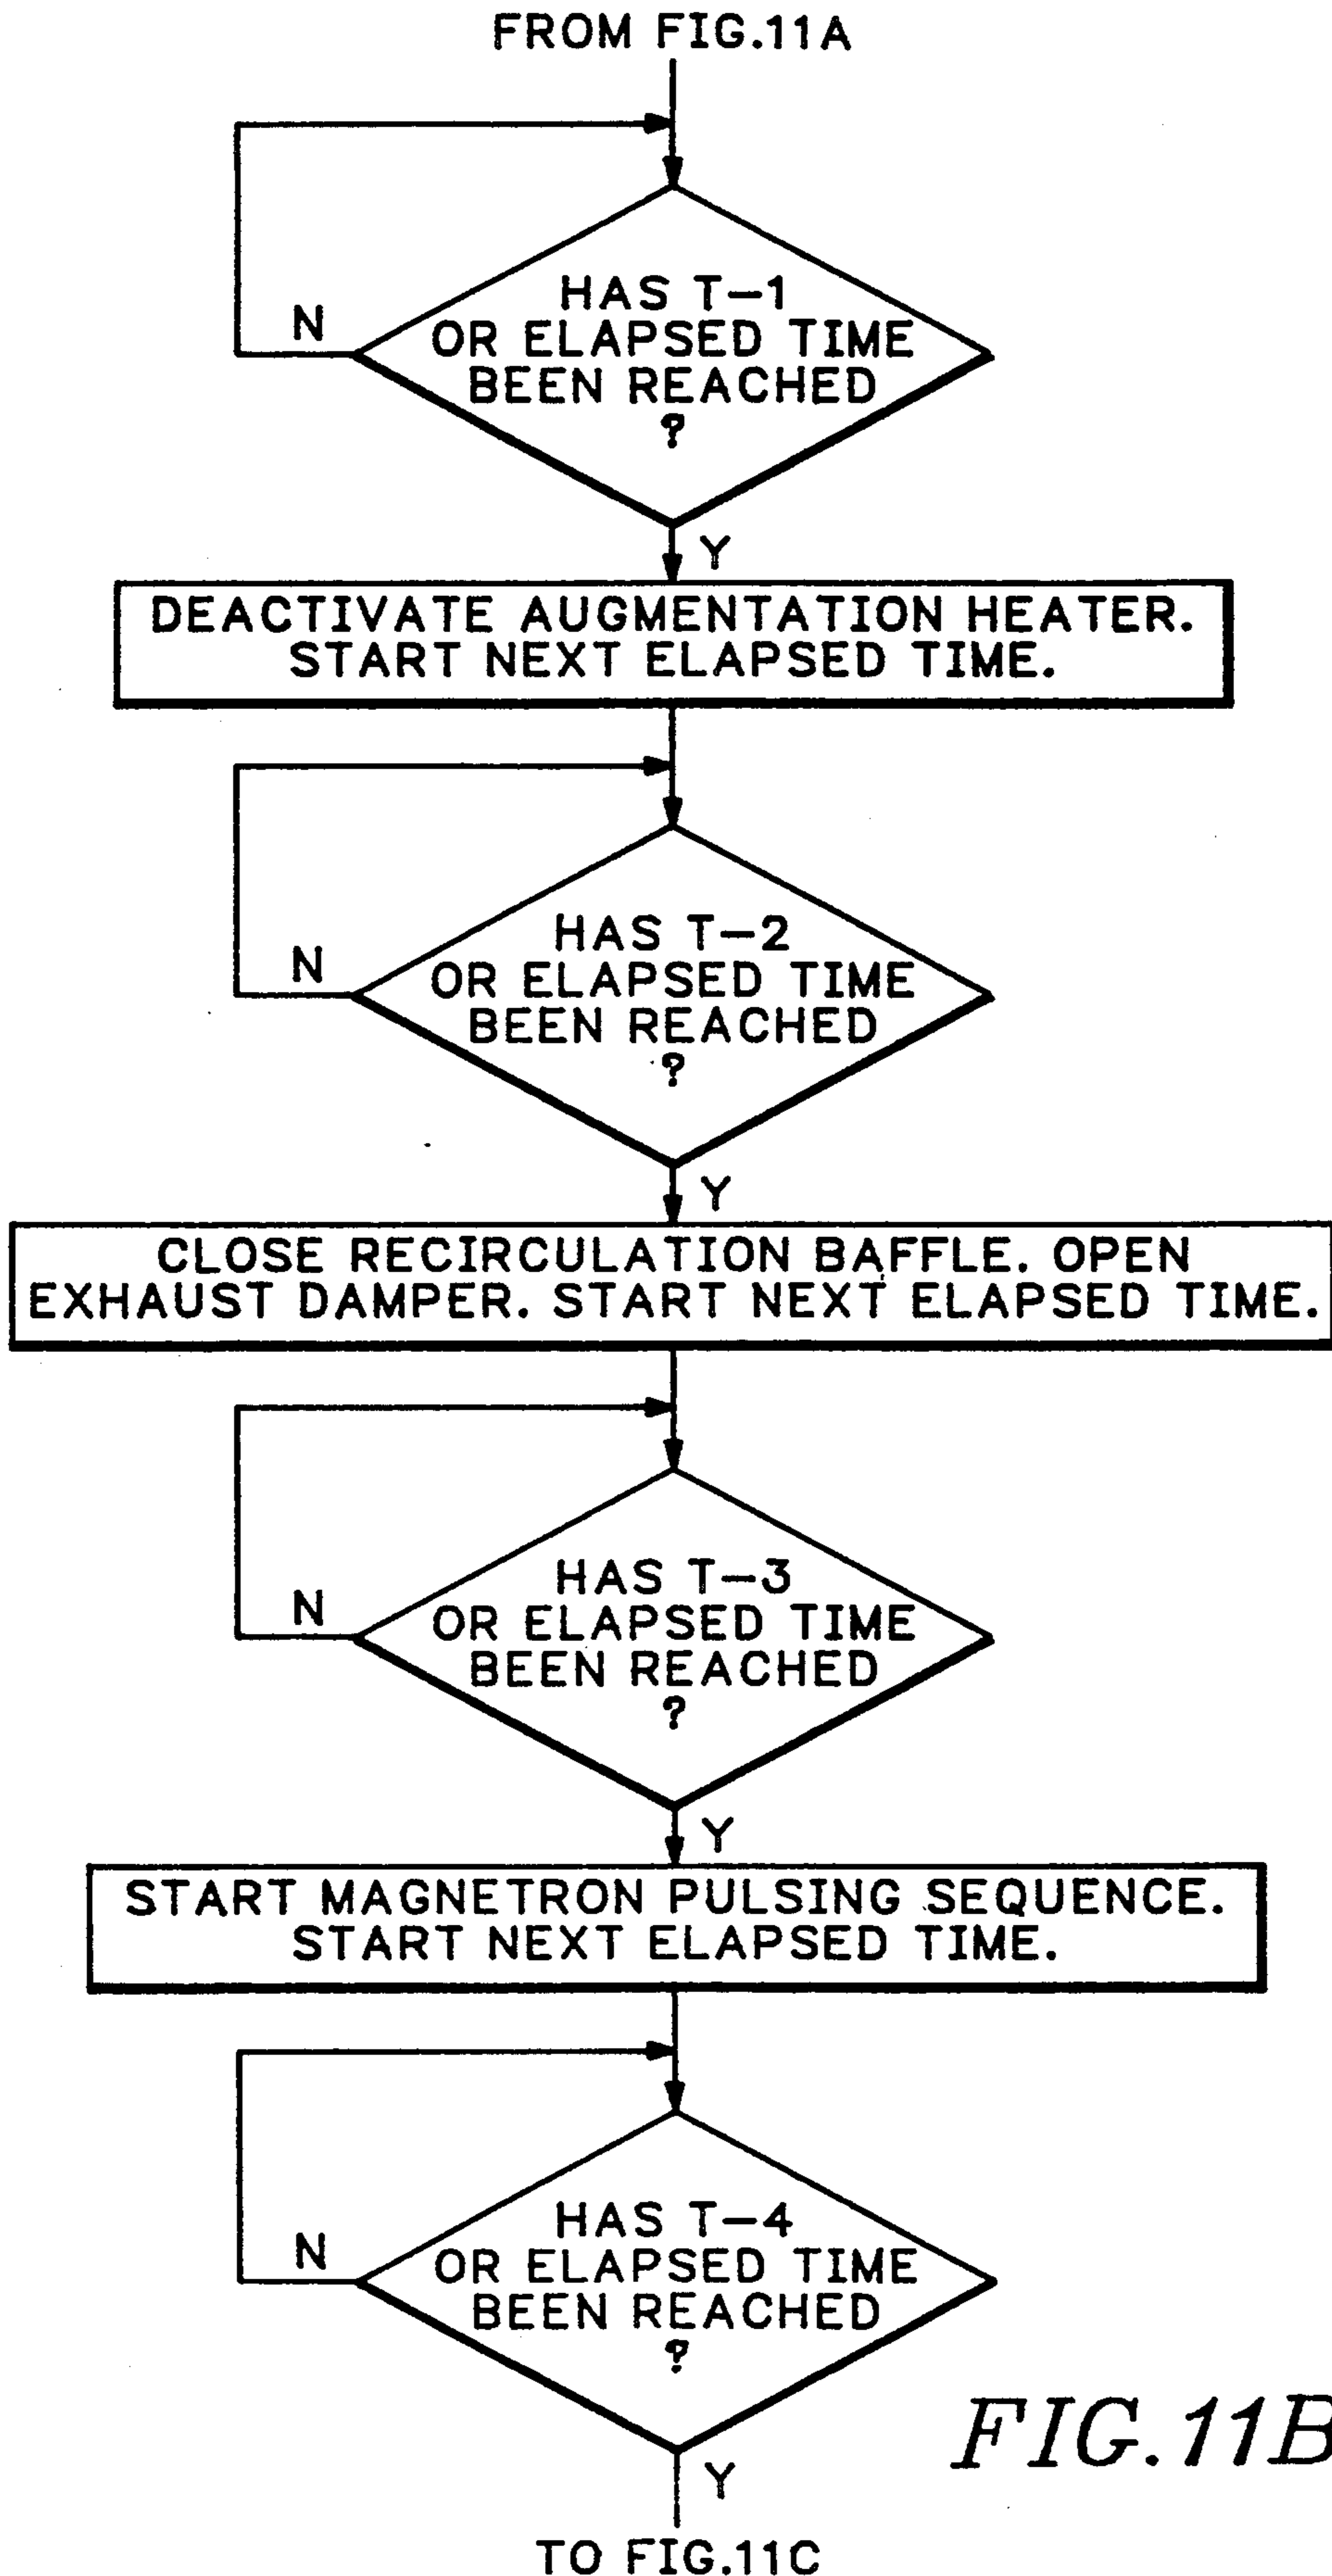 FROM FIG.11A
HAS T-1
OR ELAPSED TIME
BEEN REACHED
?
N
Y
DEACTIVATE AUGMENTATION HEATER.
START NEXT ELAPSED TIME.
HAS T-2
OR ELAPSED TIME
BEEN REACHED
?
N
Y
CLOSE RECIRCULATION BAFFLE. OPEN
EXHAUST DAMPER. START NEXT ELAPSED TIME.
HAS T-3
OR ELAPSED TIME
BEEN REACHED
?
N
Y
START MAGNETRON PULSING SEQUENCE.
START NEXT ELAPSED TIME.
HAS T-4
OR ELAPSED TIME
BEEN REACHED
?
N
Y
FIG.11B
TO FIG.11C